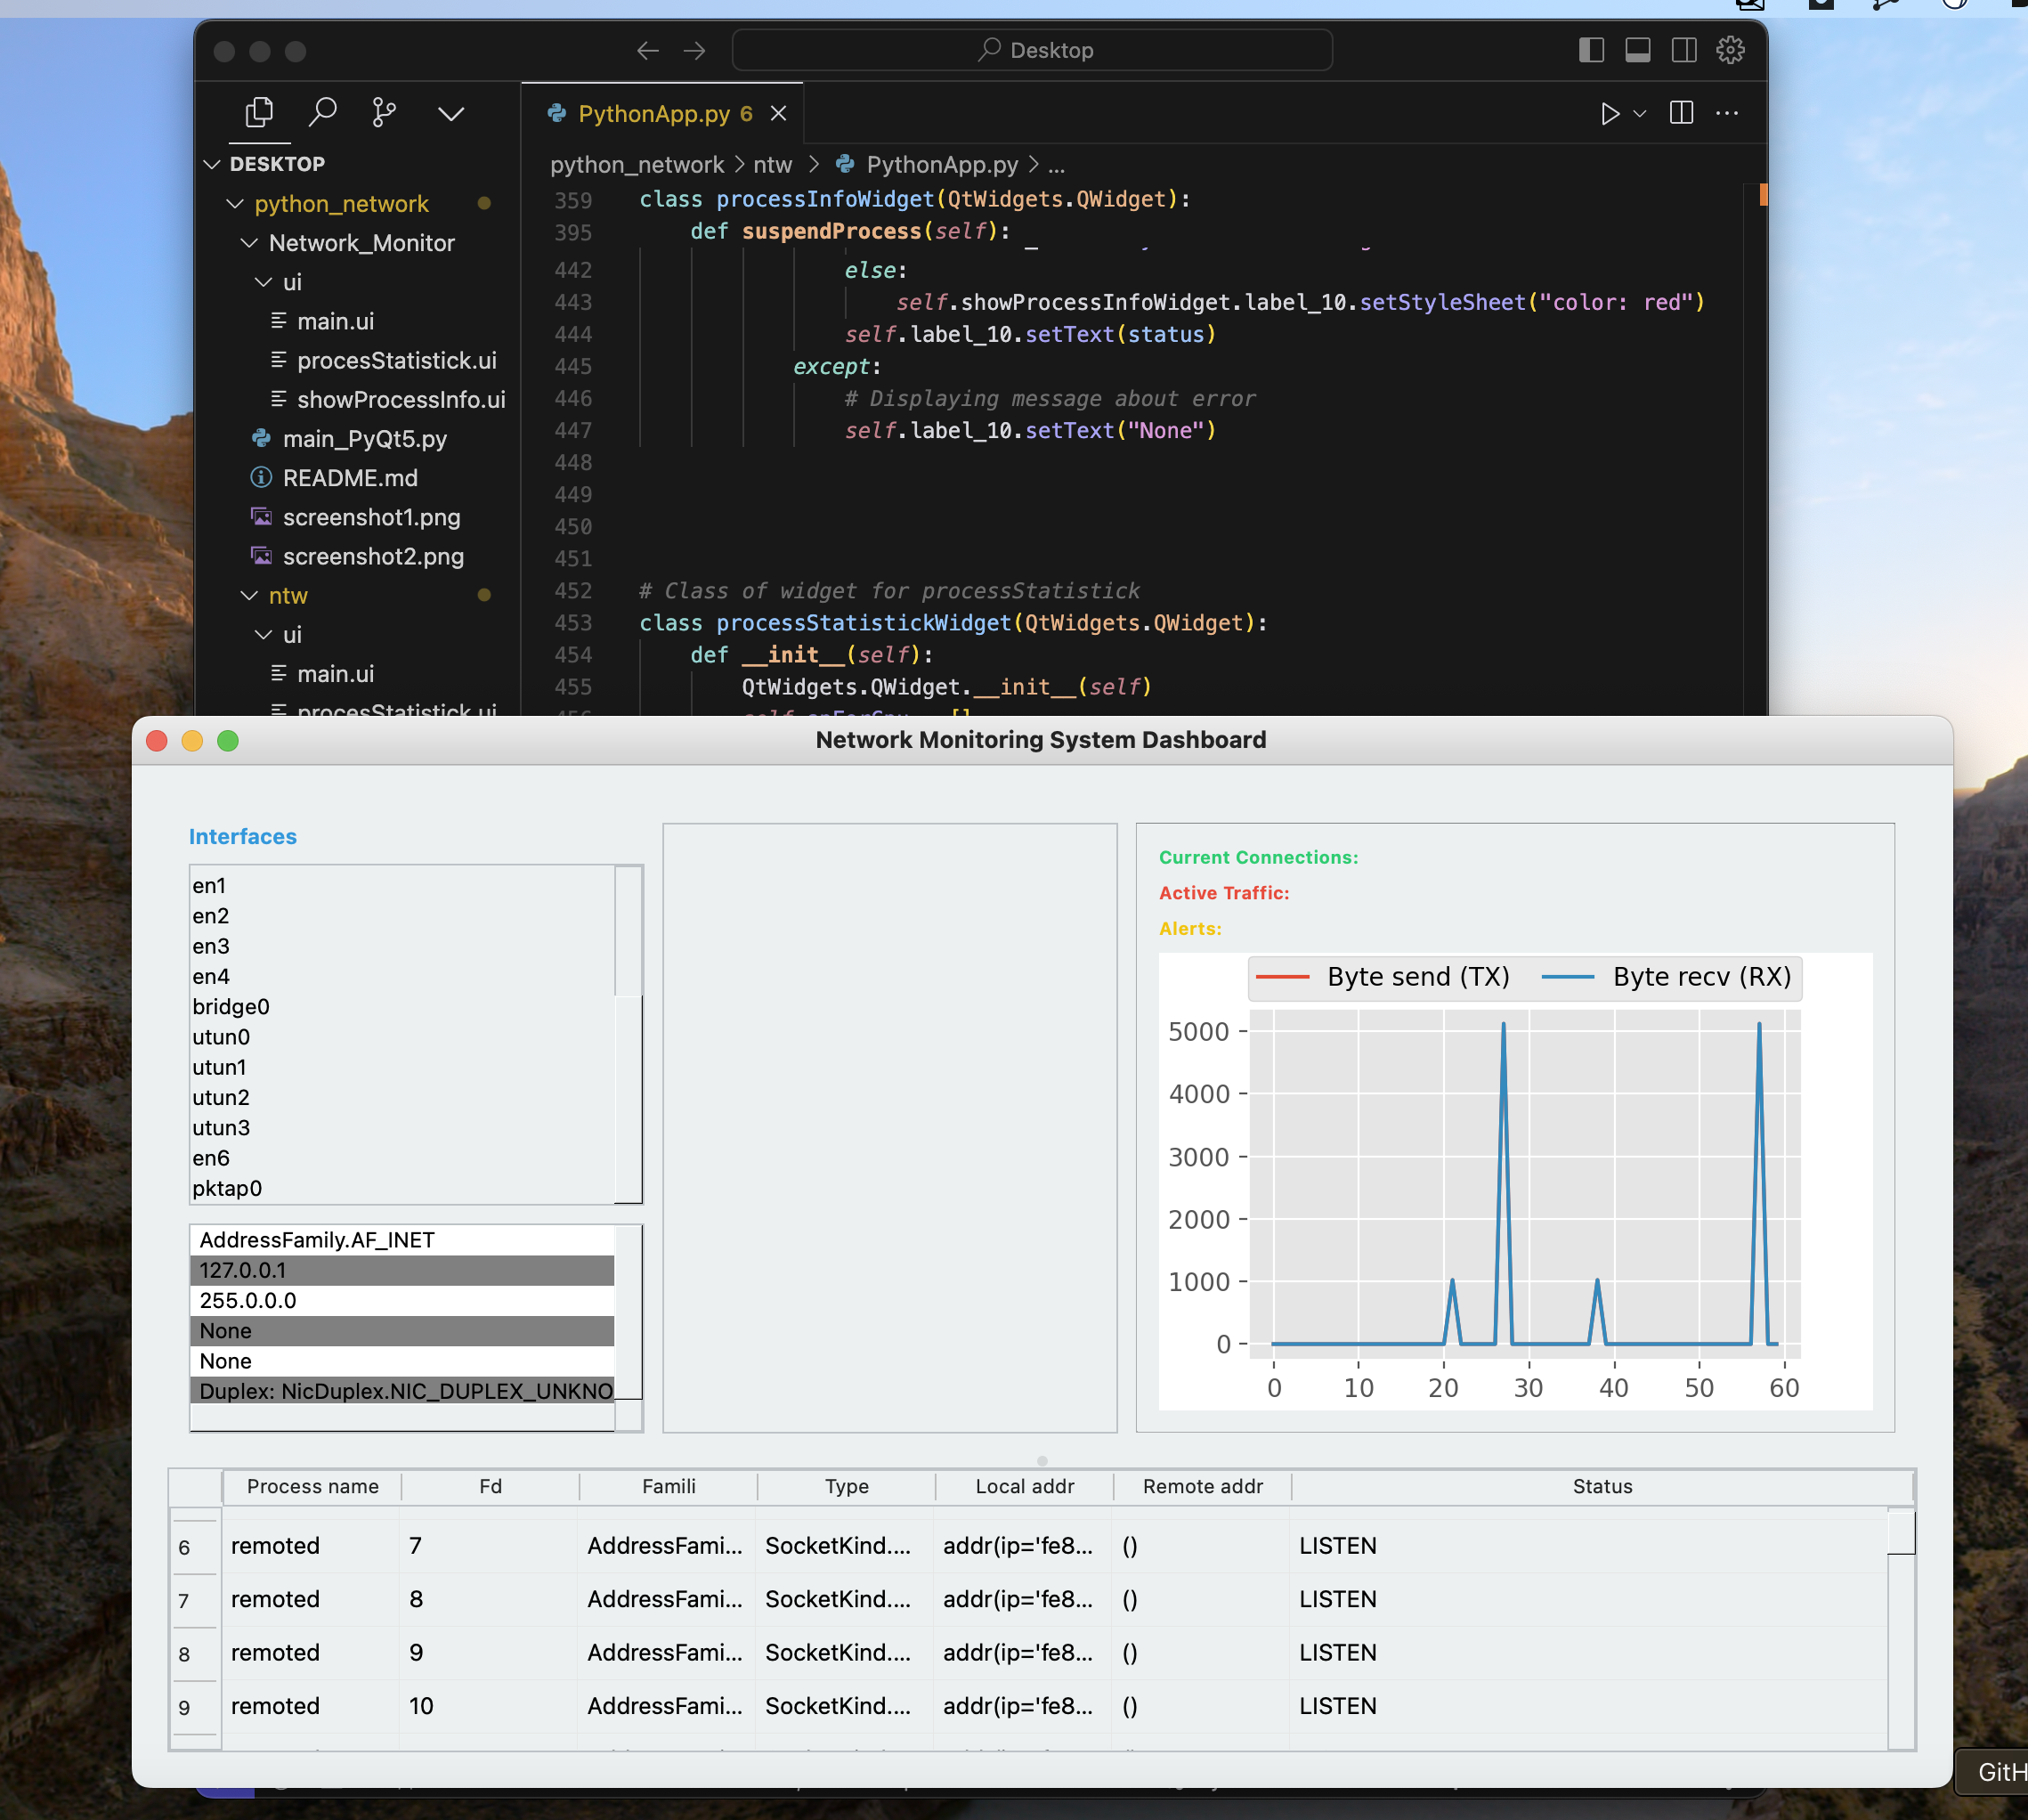 Desktop
PythonApp.py 6
DESKTOP
python_network
Network_Monitor
ui
main.ui
procesStatistick.ui
showProcessInfo.ui
main_PyQt5.py
README.md
screenshot1.png
screenshot2.png
ntw
ui
main.ui
procesStatistick.ui
python_network > ntw > PythonApp.py > ...
359 class processInfoWidget(QtWidgets.QWidget):
395 def suspendProcess(self):
442 else:
443 self.showProcessInfoWidget.label_10.setStyleSheet("color: red")
444 self.label_10.setText(status)
445 except:
446 # Displaying message about error
447 self.label_10.setText("None")
448
449
450
451
452 # Class of widget for processStatistick
453 class processStatistickWidget(QtWidgets.QWidget):
454 def __init__(self):
455 QtWidgets.QWidget.__init__(self)
Network Monitoring System Dashboard
Interfaces
en1
en2
en3
en4
bridge0
utun0
utun1
utun2
utun3
en6
pktap0
AddressFamily.AF_INET
127.0.0.1
255.0.0.0
None
None
Duplex: NicDuplex.NIC_DUPLEX_UNKNO
Current Connections:
Active Traffic:
Alerts:
Byte send (TX) Byte recv (RX)
5000
4000
3000
2000
1000
0
0 10 20 30 40 50 60
Process name Fd Famili Type Local addr Remote addr Status
6 remoted 7 AddressFami... SocketKind.... addr(ip='fe8... () LISTEN
7 remoted 8 AddressFami... SocketKind.... addr(ip='fe8... () LISTEN
8 remoted 9 AddressFami... SocketKind.... addr(ip='fe8... () LISTEN
9 remoted 10 AddressFami... SocketKind.... addr(ip='fe8... () LISTEN
GitH